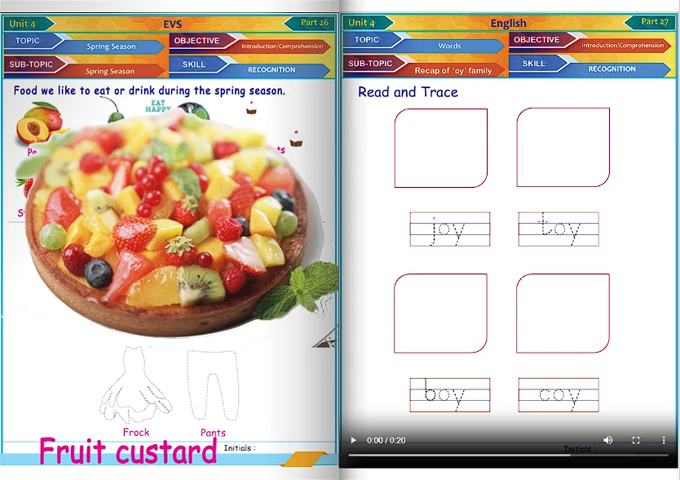 Unit 4
EVS
Part 26
TOPIC
Spring Season
OBJECTIVE
Introduction/Comprehension
SUB-TOPIC
Spring Season
SKILL
RECOGNITION
Food we like to eat or drink during the spring season.
EAT
HAPPY
Frock
Pants
Initials :
Fruit custard
Unit 4
English
Part 27
TOPIC
Words
OBJECTIVE
Introduction/Comprehension
SUB-TOPIC
Recap of 'oy' family
SKILL
RECOGNITION
Read and Trace
joy
toy
boy
coy
0:00 / 0:20
Initials :